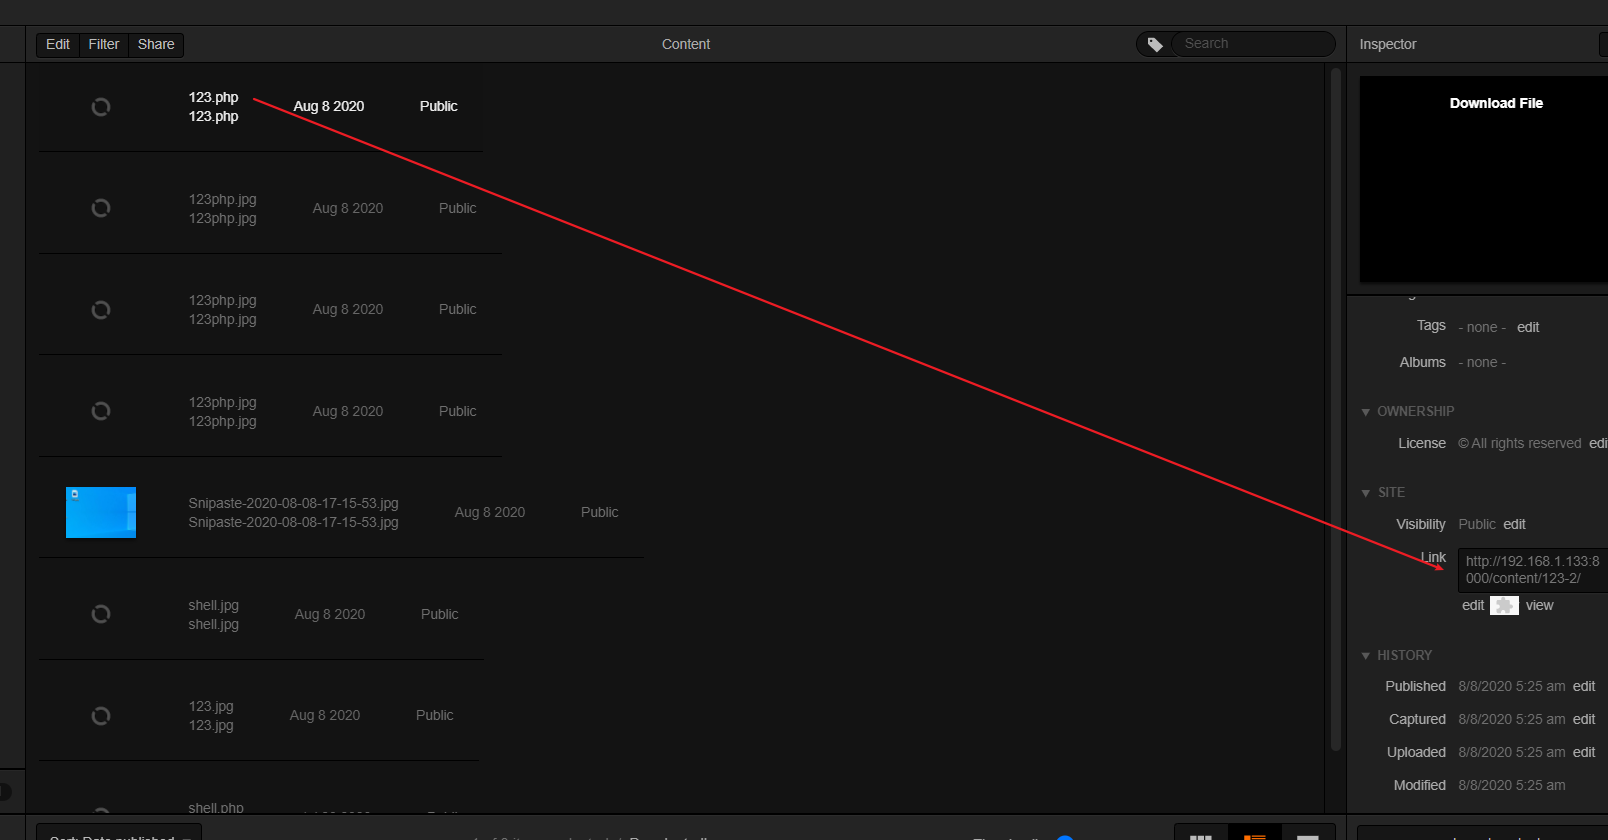 Edit Filter Share Content Search Inspector
123.php
123.php
Aug 8 2020 Public
Download File
123php.jpg
123php.jpg
Aug 8 2020 Public
123php.jpg
123php.jpg
Aug 8 2020 Public
Tags - none - edit
Albums - none -
123php.jpg
123php.jpg
Aug 8 2020 Public
OWNERSHIP
License © All rights reserved edi
Snipaste-2020-08-08-17-15-53.jpg
Snipaste-2020-08-08-17-15-53.jpg
Aug 8 2020 Public
SITE
Visibility Public edit
Link http://192.168.1.133:8
000/content/123-2/
edit view
shell.jpg
shell.jpg
Aug 8 2020 Public
HISTORY
Published 8/8/2020 5:25 am edit
Captured 8/8/2020 5:25 am edit
Uploaded 8/8/2020 5:25 am edit
Modified 8/8/2020 5:25 am
123.jpg
123.jpg
Aug 8 2020 Public
shell.php
Sort: Date published